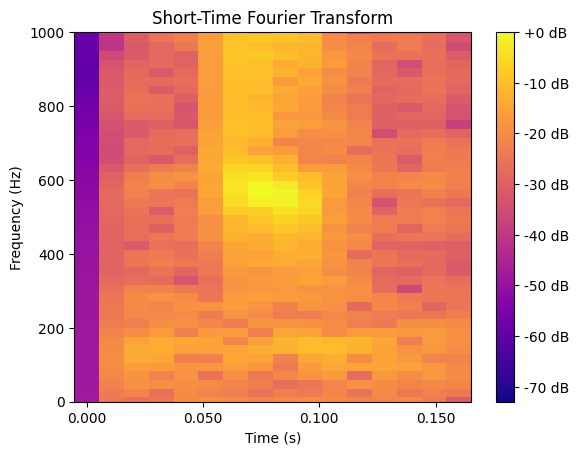 Short-Time Fourier Transform
1000
800
600
400
200
0
Frequency (Hz)
0.000
0.050
0.100
0.150
Time (s)
+0 dB
-10 dB
-20 dB
-30 dB
-40 dB
-50 dB
-60 dB
-70 dB